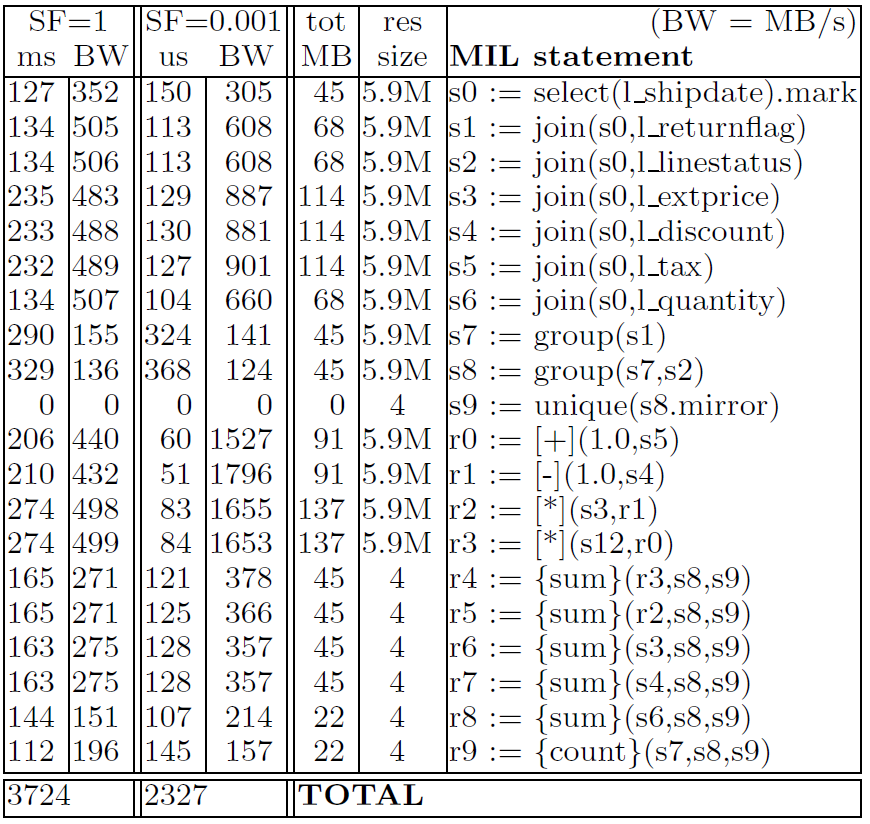 SF=1 SF=0.001 tot res (BW = MB/s)
ms BW us BW MB size MIL statement
127 352 150 305 45 5.9M s0 := select(l_shipdate).mark
134 505 113 608 68 5.9M s1 := join(s0,l_returnflag)
134 506 113 608 68 5.9M s2 := join(s0,l_linestatus)
235 483 129 887 114 5.9M s3 := join(s0,l_extprice)
233 488 130 881 114 5.9M s4 := join(s0,l_discount)
232 489 127 901 114 5.9M s5 := join(s0,l_tax)
134 507 104 660 68 5.9M s6 := join(s0,l_quantity)
290 155 324 141 45 5.9M s7 := group(s1)
329 136 368 124 45 5.9M s8 := group(s7,s2)
0 0 0 0 0 4 s9 := unique(s8.mirror)
206 440 60 1527 91 5.9M r0 := [+](1.0,s5)
210 432 51 1796 91 5.9M r1 := [-](1.0,s4)
274 498 83 1655 137 5.9M r2 := [*](s3,r1)
274 499 84 1653 137 5.9M r3 := [*](s12,r0)
165 271 121 378 45 4 r4 := {sum}(r3,s8,s9)
165 271 125 366 45 4 r5 := {sum}(r2,s8,s9)
163 275 128 357 45 4 r6 := {sum}(s3,s8,s9)
163 275 128 357 45 4 r7 := {sum}(s4,s8,s9)
144 151 107 214 22 4 r8 := {sum}(s6,s8,s9)
112 196 145 157 22 4 r9 := {count}(s7,s8,s9)
3724 2327 TOTAL